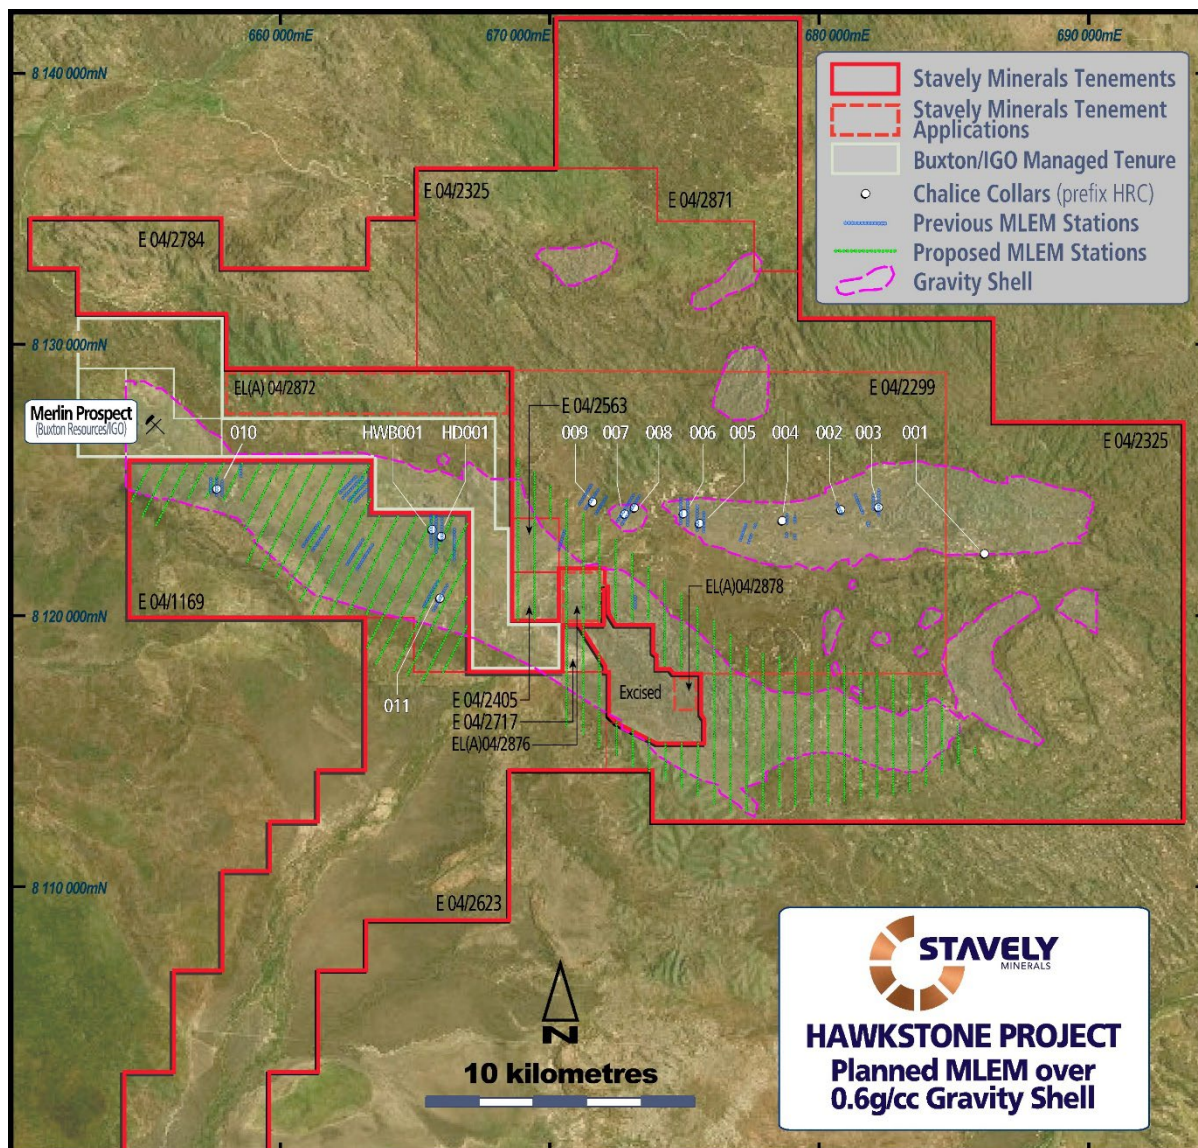 660 000mE
670 000mE
680 000mE
690 000mE
8 140 000mN
8 130 000mN
8 120 000mN
8 110 000mN
Stavely Minerals Tenements
Stavely Minerals Tenement
Applications
Buxton/IGO Managed Tenure
Chalice Collars (prefix HRC)
Previous MLEM Stations
Proposed MLEM Stations
Gravity Shell
E 04/2325
E 04/2871
E 04/2784
EL(A) 04/2872
E 04/2563
E 04/2299
E 04/2325
Merlin Prospect
(Buxton Resources/IGO)
010
HWB001
HD001
009
007
008
006
005
004
002
003
001
EL(A)04/2878
E 04/1169
011
Excised
E 04/2405
E 04/2717
EL(A)04/2876
E 04/2623
N
10 kilometres
STAVELY
MINERALS
HAWKSTONE PROJECT
Planned MLEM over
0.6g/cc Gravity Shell